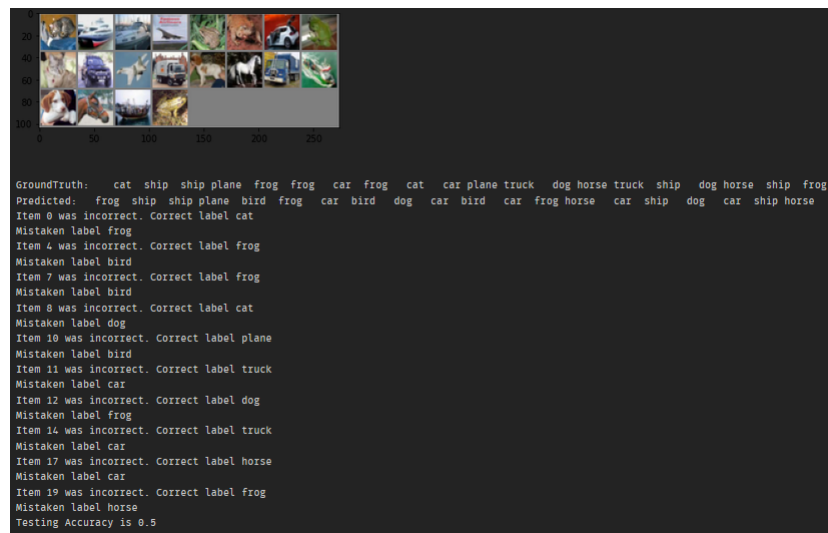 0
20
40
60
80
100
0 50 100 150 200 250
GroundTruth: cat ship ship plane frog frog car frog cat car plane truck dog horse truck ship dog horse ship frog
Predicted: frog ship ship plane bird frog car bird dog car bird car frog horse car ship dog car ship horse
Item 0 was incorrect. Correct label cat
Mistaken label frog
Item 4 was incorrect. Correct label frog
Mistaken label bird
Item 7 was incorrect. Correct label frog
Mistaken label bird
Item 8 was incorrect. Correct label cat
Mistaken label dog
Item 10 was incorrect. Correct label plane
Mistaken label bird
Item 11 was incorrect. Correct label truck
Mistaken label car
Item 12 was incorrect. Correct label dog
Mistaken label frog
Item 14 was incorrect. Correct label truck
Mistaken label car
Item 17 was incorrect. Correct label horse
Mistaken label car
Item 19 was incorrect. Correct label frog
Mistaken label horse
Testing Accuracy is 0.5